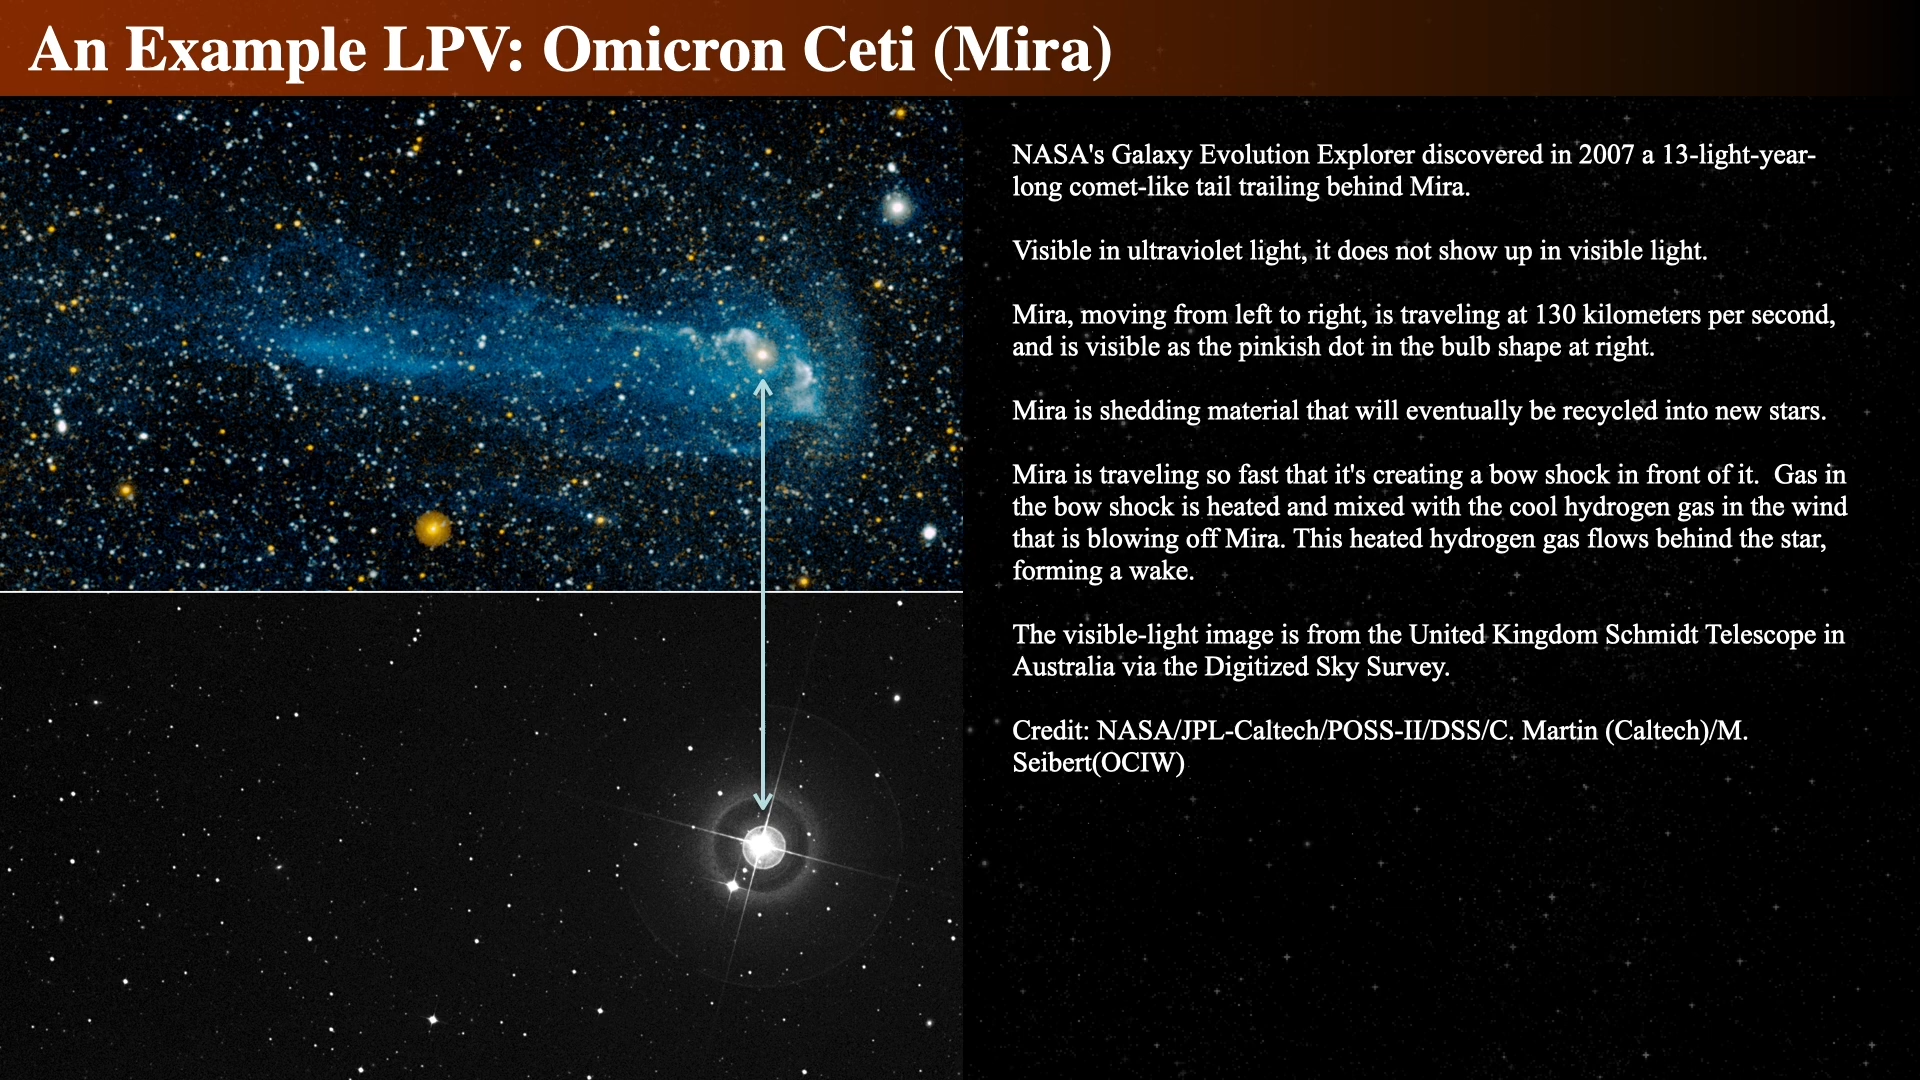 An Example LPV: Omicron Ceti (Mira)
NASA's Galaxy Evolution Explorer discovered in 2007 a 13-light-year-
long comet-like tail trailing behind Mira.
Visible in ultraviolet light, it does not show up in visible light.
Mira, moving from left to right, is traveling at 130 kilometers per second,
and is visible as the pinkish dot in the bulb shape at right.
Mira is shedding material that will eventually be recycled into new stars.
Mira is traveling so fast that it's creating a bow shock in front of it.  Gas in
the bow shock is heated and mixed with the cool hydrogen gas in the wind
that is blowing off Mira. This heated hydrogen gas flows behind the star,
forming a wake.
The visible-light image is from the United Kingdom Schmidt Telescope in
Australia via the Digitized Sky Survey.
Credit: NASA/JPL-Caltech/POSS-II/DSS/C. Martin (Caltech)/M.
Seibert(OCIW)